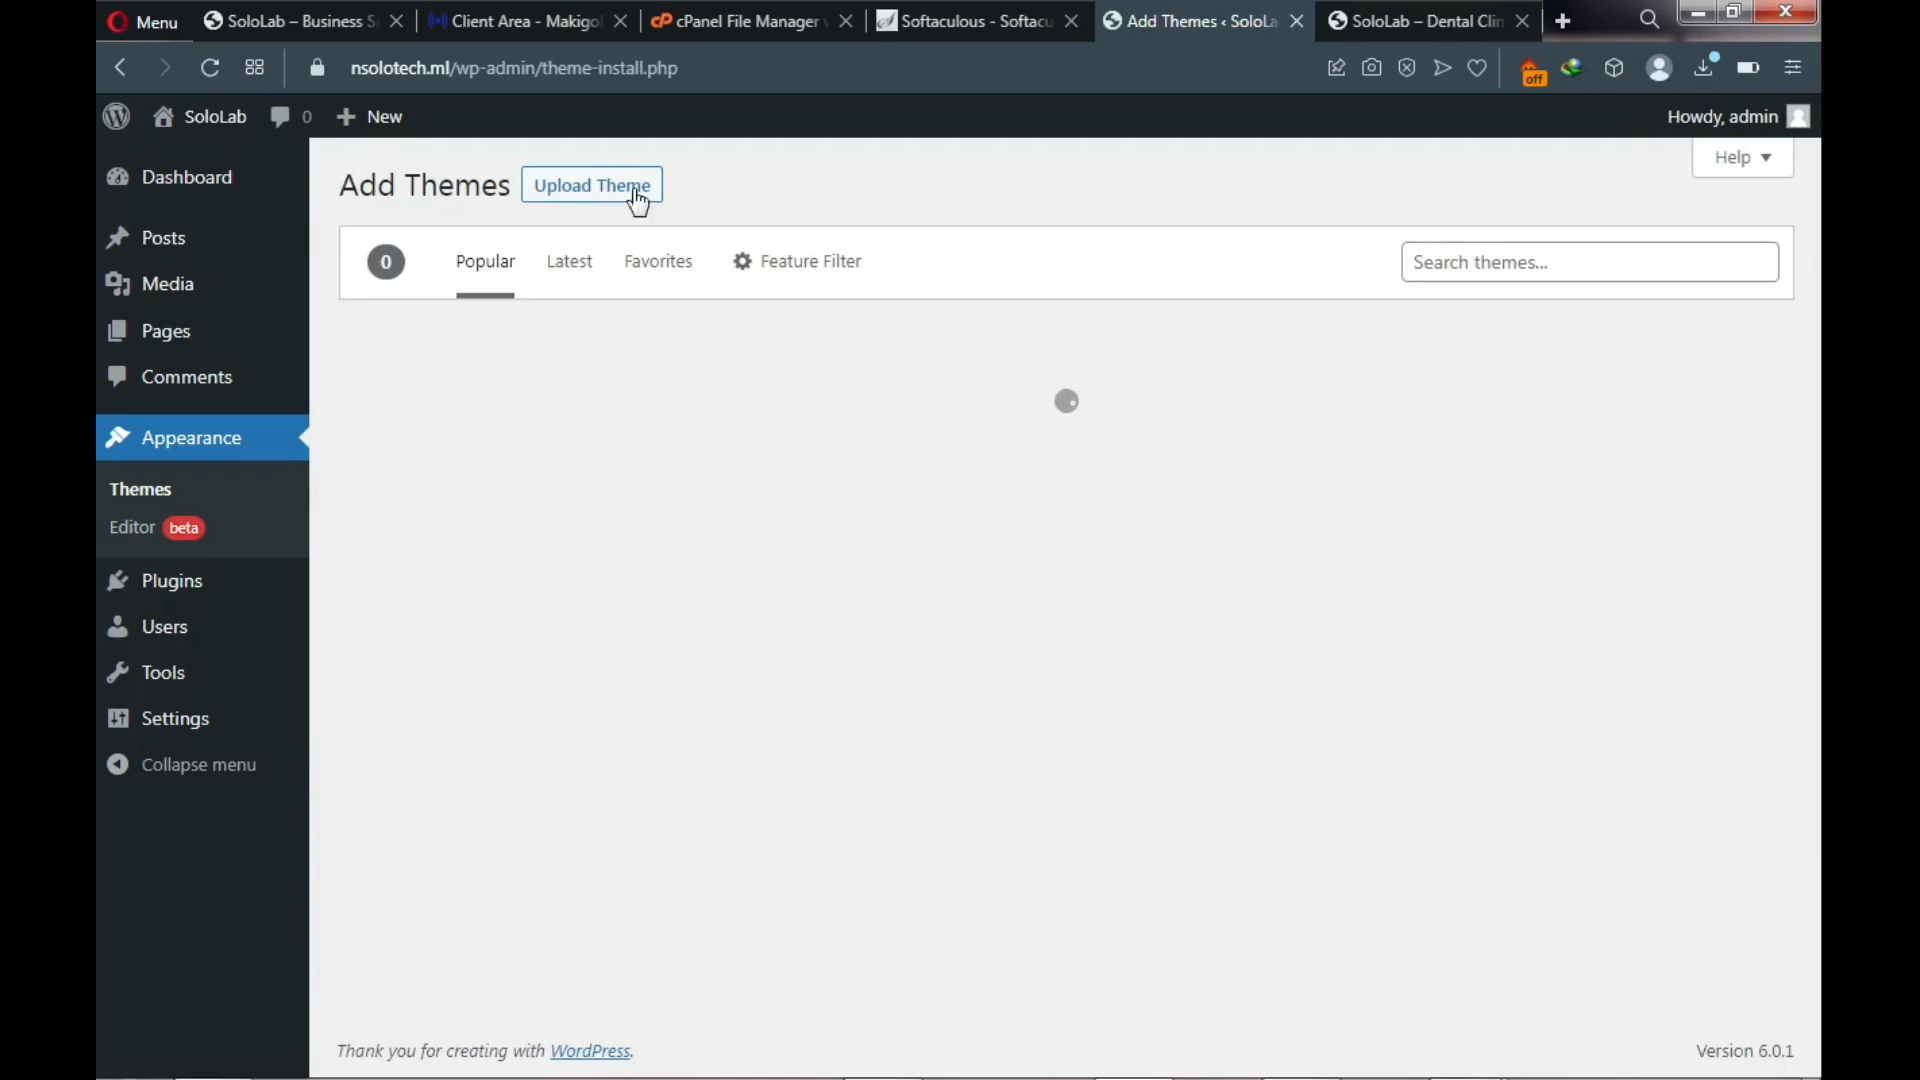 Menu
SoloLab – Business S
Client Area - Makigol
cPanel File Manager
Softaculous - Softacu
Add Themes ‹ SoloLa
SoloLab – Dental Clin
nsolotech.ml/wp-admin/theme-install.php
off
SoloLab
0
New
Howdy, admin
Help
Dashboard
Posts
Media
Pages
Comments
Appearance
Themes
Editor beta
Plugins
Users
Tools
Settings
Collapse menu
Add Themes
Upload Theme
0
Popular
Latest
Favorites
Feature Filter
Search themes...
Thank you for creating with WordPress.
Version 6.0.1